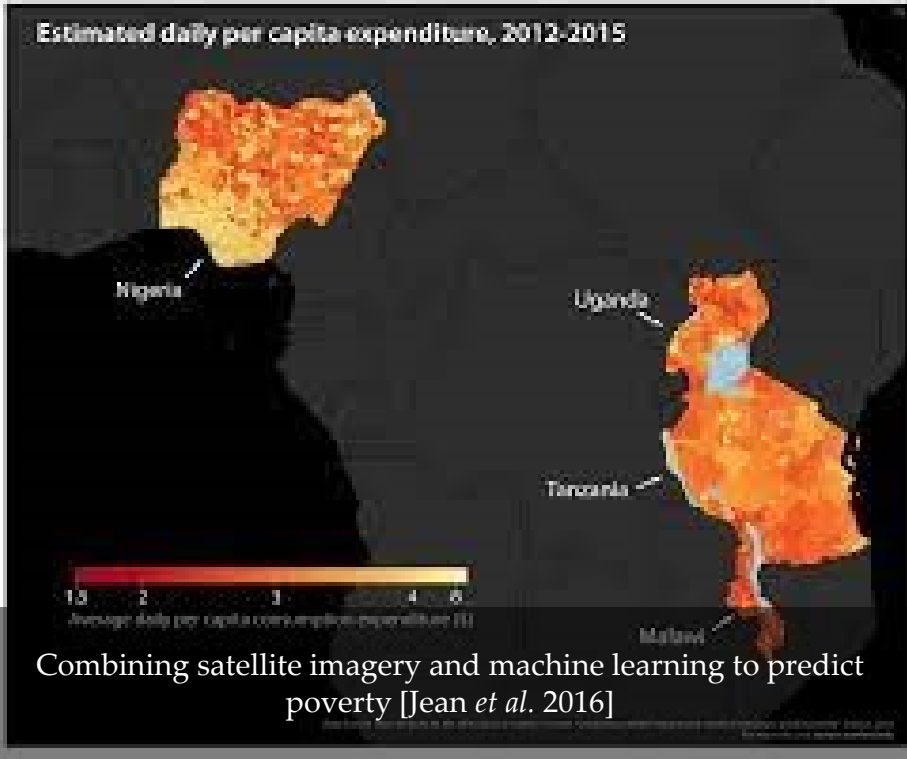 Estimated daily per capita expenditure, 2012-2015
Nigeria
Uganda
Tanzania
1.5 2 3 4 8
Average daily per capita consumption expenditure ($)
Malawi
Combining satellite imagery and machine learning to predict
poverty [Jean et al. 2016]